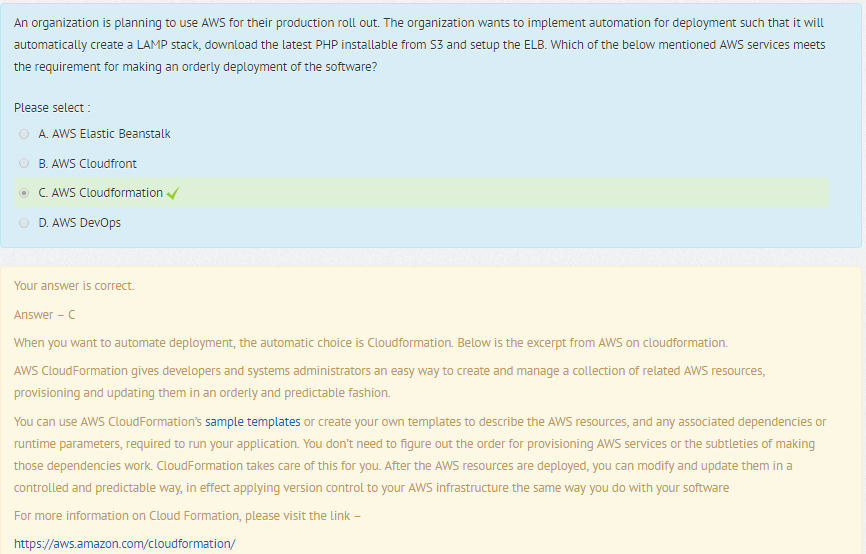 An organization is planning to use AWS for their production roll out. The organization wants to implement automation for deployment such that it will
automatically create a LAMP stack, download the latest PHP installable from S3 and setup the ELB. Which of the below mentioned AWS services meets
the requirement for making an orderly deployment of the software?
Please select :
A. AWS Elastic Beanstalk
B. AWS Cloudfront
C. AWS Cloudformation
D. AWS DevOps
Your answer is correct.
Answer – C
When you want to automate deployment, the automatic choice is Cloudformation. Below is the excerpt from AWS on cloudformation.
AWS CloudFormation gives developers and systems administrators an easy way to create and manage a collection of related AWS resources,
provisioning and updating them in an orderly and predictable fashion.
You can use AWS CloudFormation's sample templates or create your own templates to describe the AWS resources, and any associated dependencies or
runtime parameters, required to run your application. You don't need to figure out the order for provisioning AWS services or the subtleties of making
those dependencies work. CloudFormation takes care of this for you. After the AWS resources are deployed, you can modify and update them in a
controlled and predictable way, in effect applying version control to your AWS infrastructure the same way you do with your software
For more information on Cloud Formation, please visit the link –
https://aws.amazon.com/cloudformation/